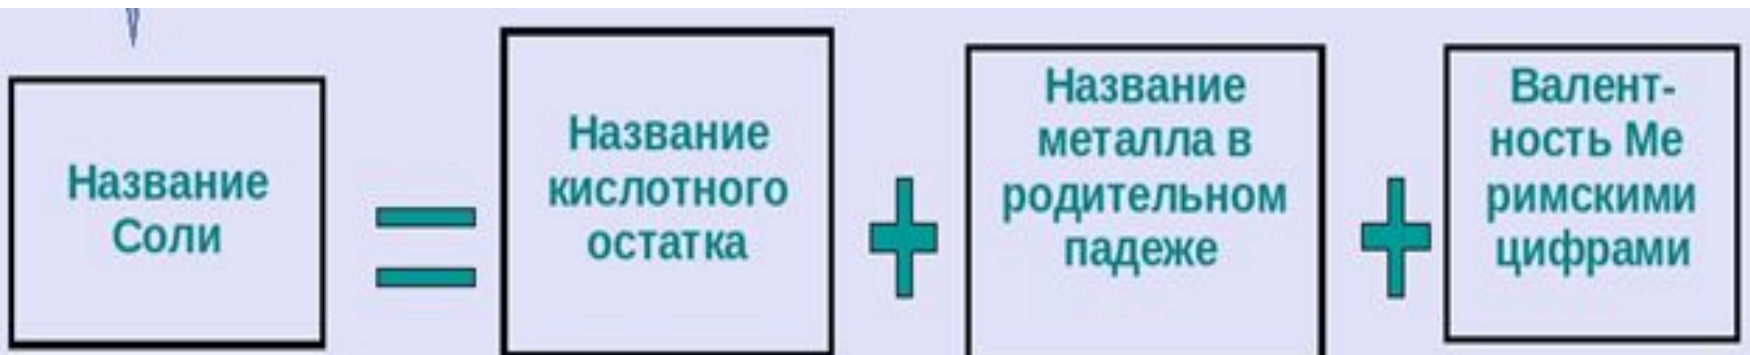 Название
Соли
=
Название
кислотного
остатка
+
Название
металла в
родительном
падеже
+
Валент-
ность Ме
римскими
цифрами